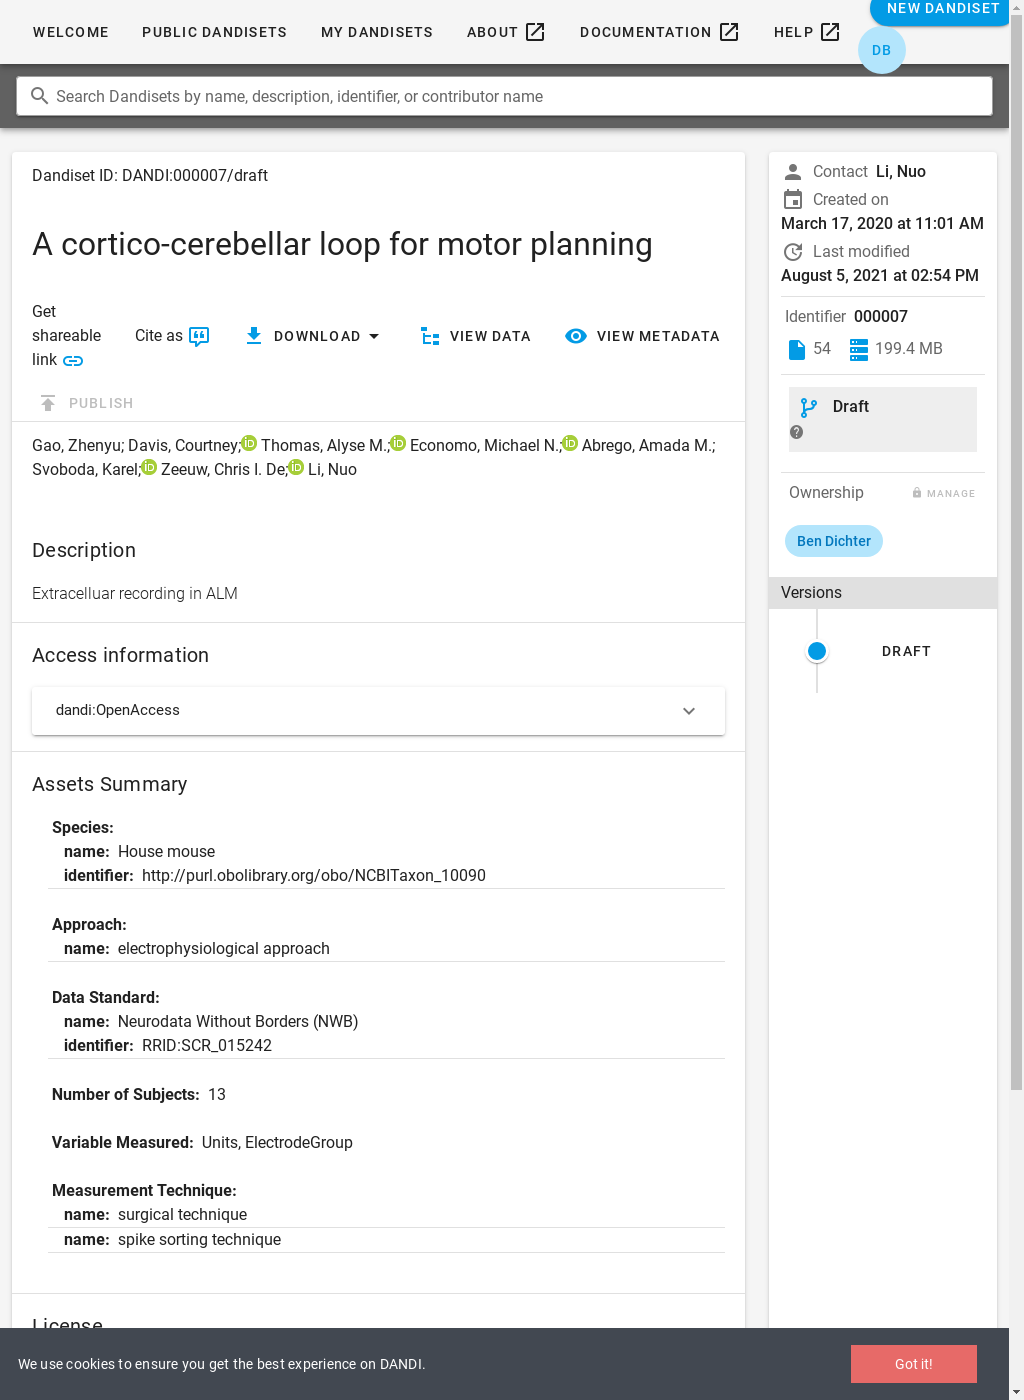 WELCOME PUBLIC DANDISETS MY DANDISETS ABOUT DOCUMENTATION HELP NEW DANDISET
DB
Search Dandisets by name, description, identifier, or contributor name
Dandiset ID: DANDI:000007/draft
A cortico-cerebellar loop for motor planning
Get
shareable
link
Cite as
DOWNLOAD
VIEW DATA
VIEW METADATA
PUBLISH
Gao, Zhenyu; Davis, Courtney; iD Thomas, Alyse M.; iD Economo, Michael N.; iD Abrego, Amada M.;
Svoboda, Karel; iD Zeeuw, Chris I. De; iD Li, Nuo
Description
Extracelluar recording in ALM
Access information
dandi:OpenAccess
Assets Summary
Species:
name: House mouse
identifier: http://purl.obolibrary.org/obo/NCBITaxon_10090
Approach:
name: electrophysiological approach
Data Standard:
name: Neurodata Without Borders (NWB)
identifier: RRID:SCR_015242
Number of Subjects: 13
Variable Measured: Units, ElectrodeGroup
Measurement Technique:
name: surgical technique
name: spike sorting technique
License
Contact Li, Nuo
Created on
March 17, 2020 at 11:01 AM
Last modified
August 5, 2021 at 02:54 PM
Identifier 000007
54 199.4 MB
Draft
?
Ownership MANAGE
Ben Dichter
Versions
DRAFT
We use cookies to ensure you get the best experience on DANDI.
Got it!